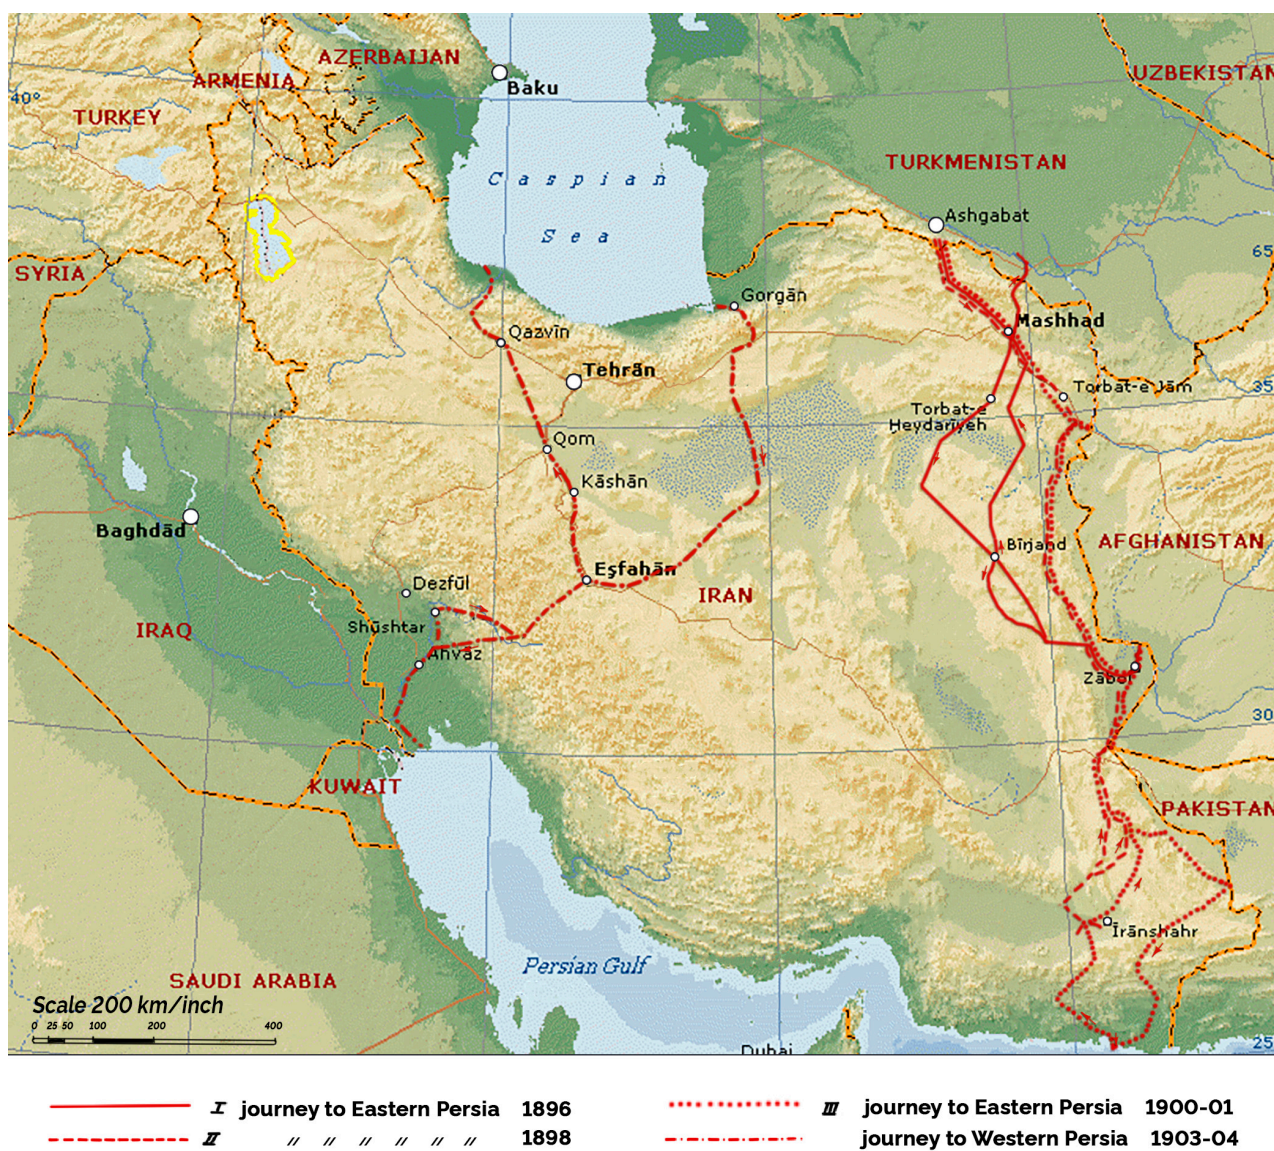 AZERBAIJAN
ARMENIA
Baku
UZBEKISTAN
40°
TURKEY
TURKMENISTAN
Caspian
Sea
Ashgabat
65
SYRIA
Gorgān
Qazvīn
Mashhad
Tehrān
Torbat-e Jām
35
Torbat-e
Ḩeydarīyeh
Qom
Kāshān
Baghdād
Bīrjand
AFGHANISTAN
Eşfahān
Dezfūl
IRAN
Shūshtar
IRAQ
Ahvāz
Zābol
30
KUWAIT
PAKISTAN
Īrānshahr
Persian Gulf
SAUDI ARABIA
Scale 200 km/inch
0 25 50 100 200 400
Dubai
25
I journey to Eastern Persia 1896
II 〃 〃 〃 〃 〃 〃 1898
III journey to Eastern Persia 1900-01
journey to Western Persia 1903-04